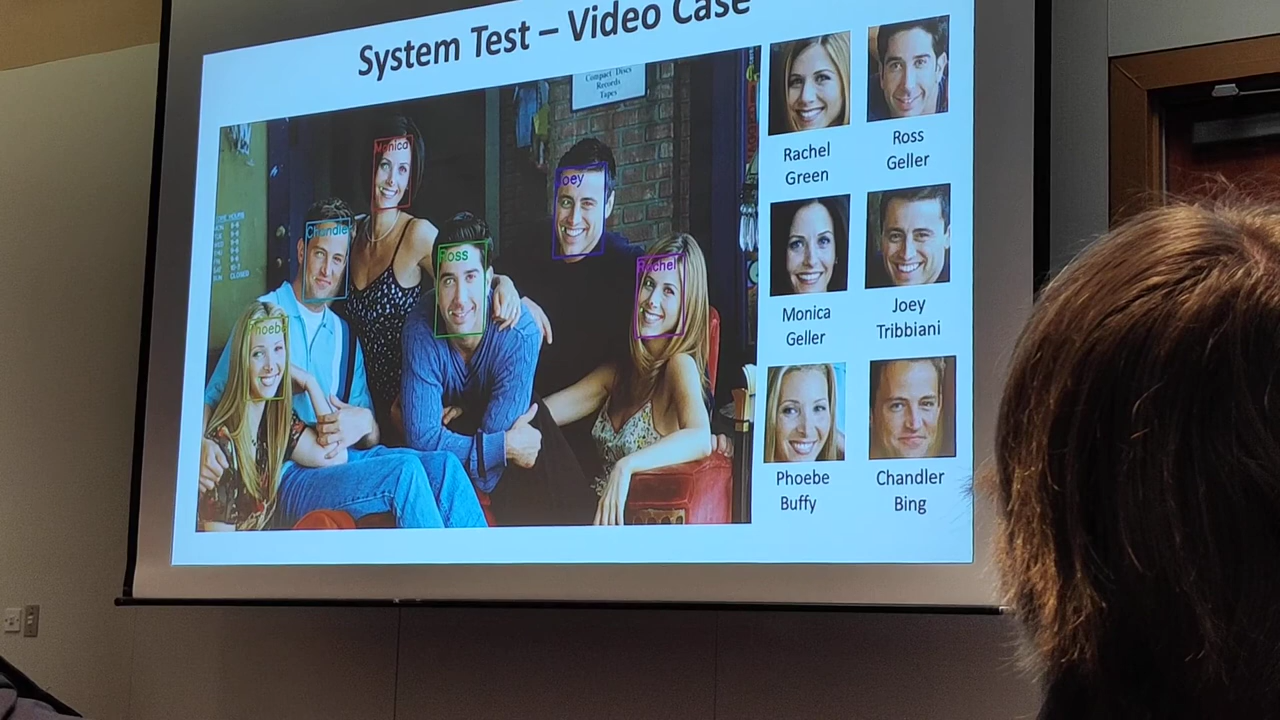 System Test – Video Case
Compact Discs
Records
Tapes
Monica
Joey
Chandler
Ross
Rachel
Phoebe
CLOSED
Rachel
Green
Ross
Geller
Monica
Geller
Joey
Tribbiani
Phoebe
Buffy
Chandler
Bing